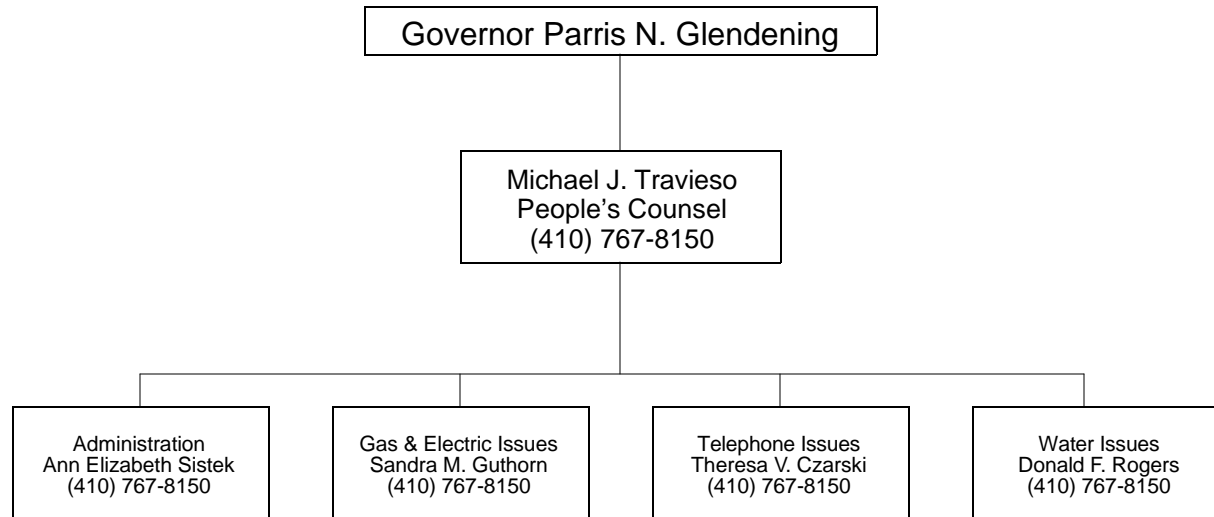 Governor Parris N. Glendening
Michael J. Travieso
People’s Counsel
(410) 767-8150
Administration
Ann Elizabeth Sistek
(410) 767-8150
Gas & Electric Issues
Sandra M. Guthorn
(410) 767-8150
Telephone Issues
Theresa V. Czarski
(410) 767-8150
Water Issues
Donald F. Rogers
(410) 767-8150